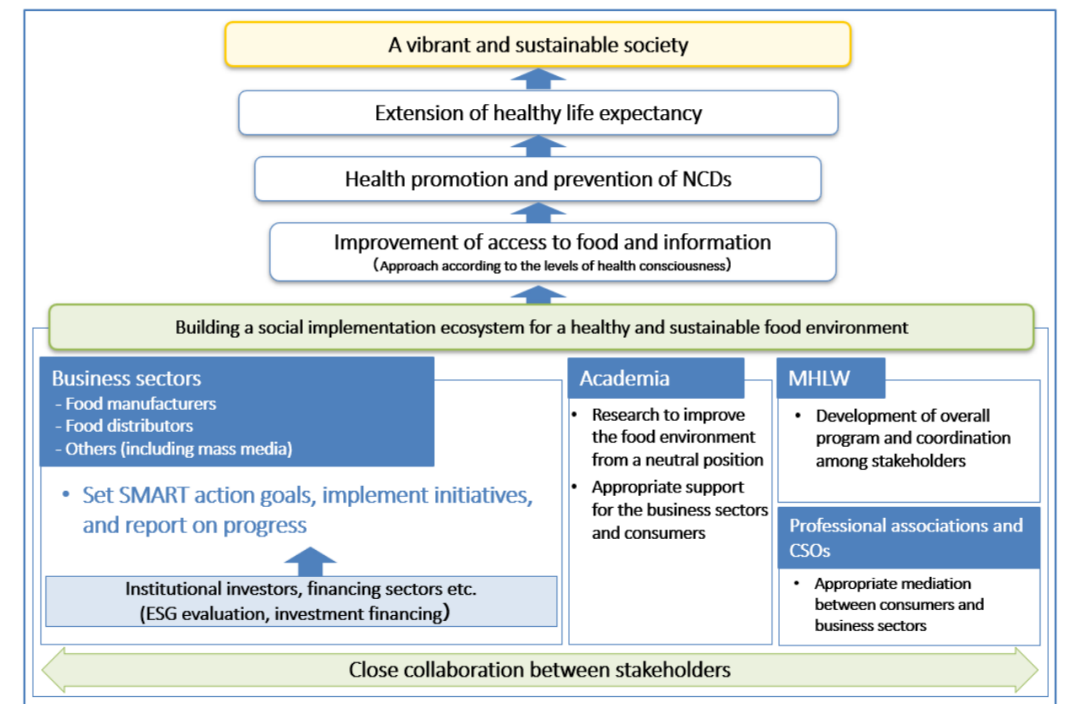 A vibrant and sustainable society
Extension of healthy life expectancy
Health promotion and prevention of NCDs
Improvement of access to food and information
(Approach according to the levels of health consciousness)
Building a social implementation ecosystem for a healthy and sustainable food environment
Business sectors
- Food manufacturers
- Food distributors
- Others (including mass media)
• Set SMART action goals, implement initiatives,
and report on progress
Institutional investors, financing sectors etc.
(ESG evaluation, investment financing)
Academia
• Research to improve
the food environment
from a neutral position
• Appropriate support
for the business sectors
and consumers
MHLW
• Development of overall
program and coordination
among stakeholders
Professional associations and
CSOs
• Appropriate mediation
between consumers and
business sectors
Close collaboration between stakeholders